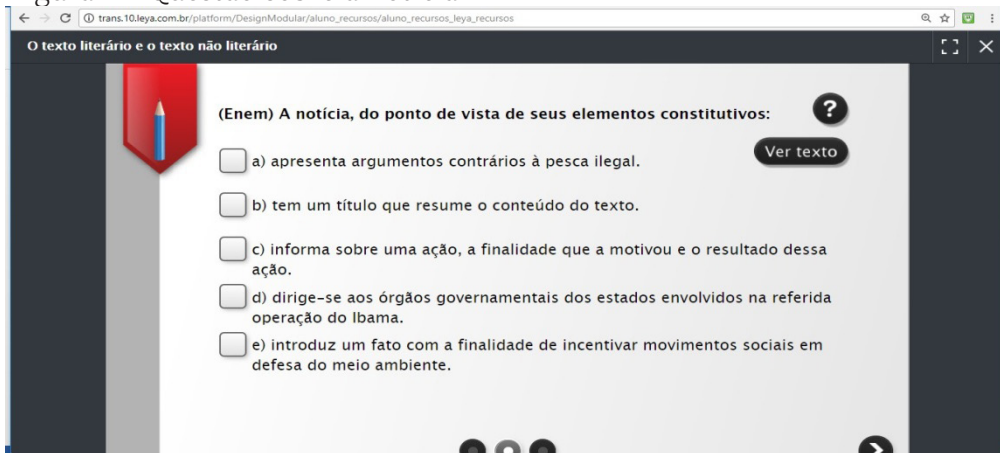 trans.10.leya.com.br/platform/DesignModular/aluno_recursos/aluno_recursos_leya_recursos
O texto literário e o texto não literário
(Enem) A notícia, do ponto de vista de seus elementos constitutivos:
?
Ver texto
a) apresenta argumentos contrários à pesca ilegal.
b) tem um título que resume o conteúdo do texto.
c) informa sobre uma ação, a finalidade que a motivou e o resultado dessa
ação.
d) dirige-se aos órgãos governamentais dos estados envolvidos na referida
operação do Ibama.
e) introduz um fato com a finalidade de incentivar movimentos sociais em
defesa do meio ambiente.